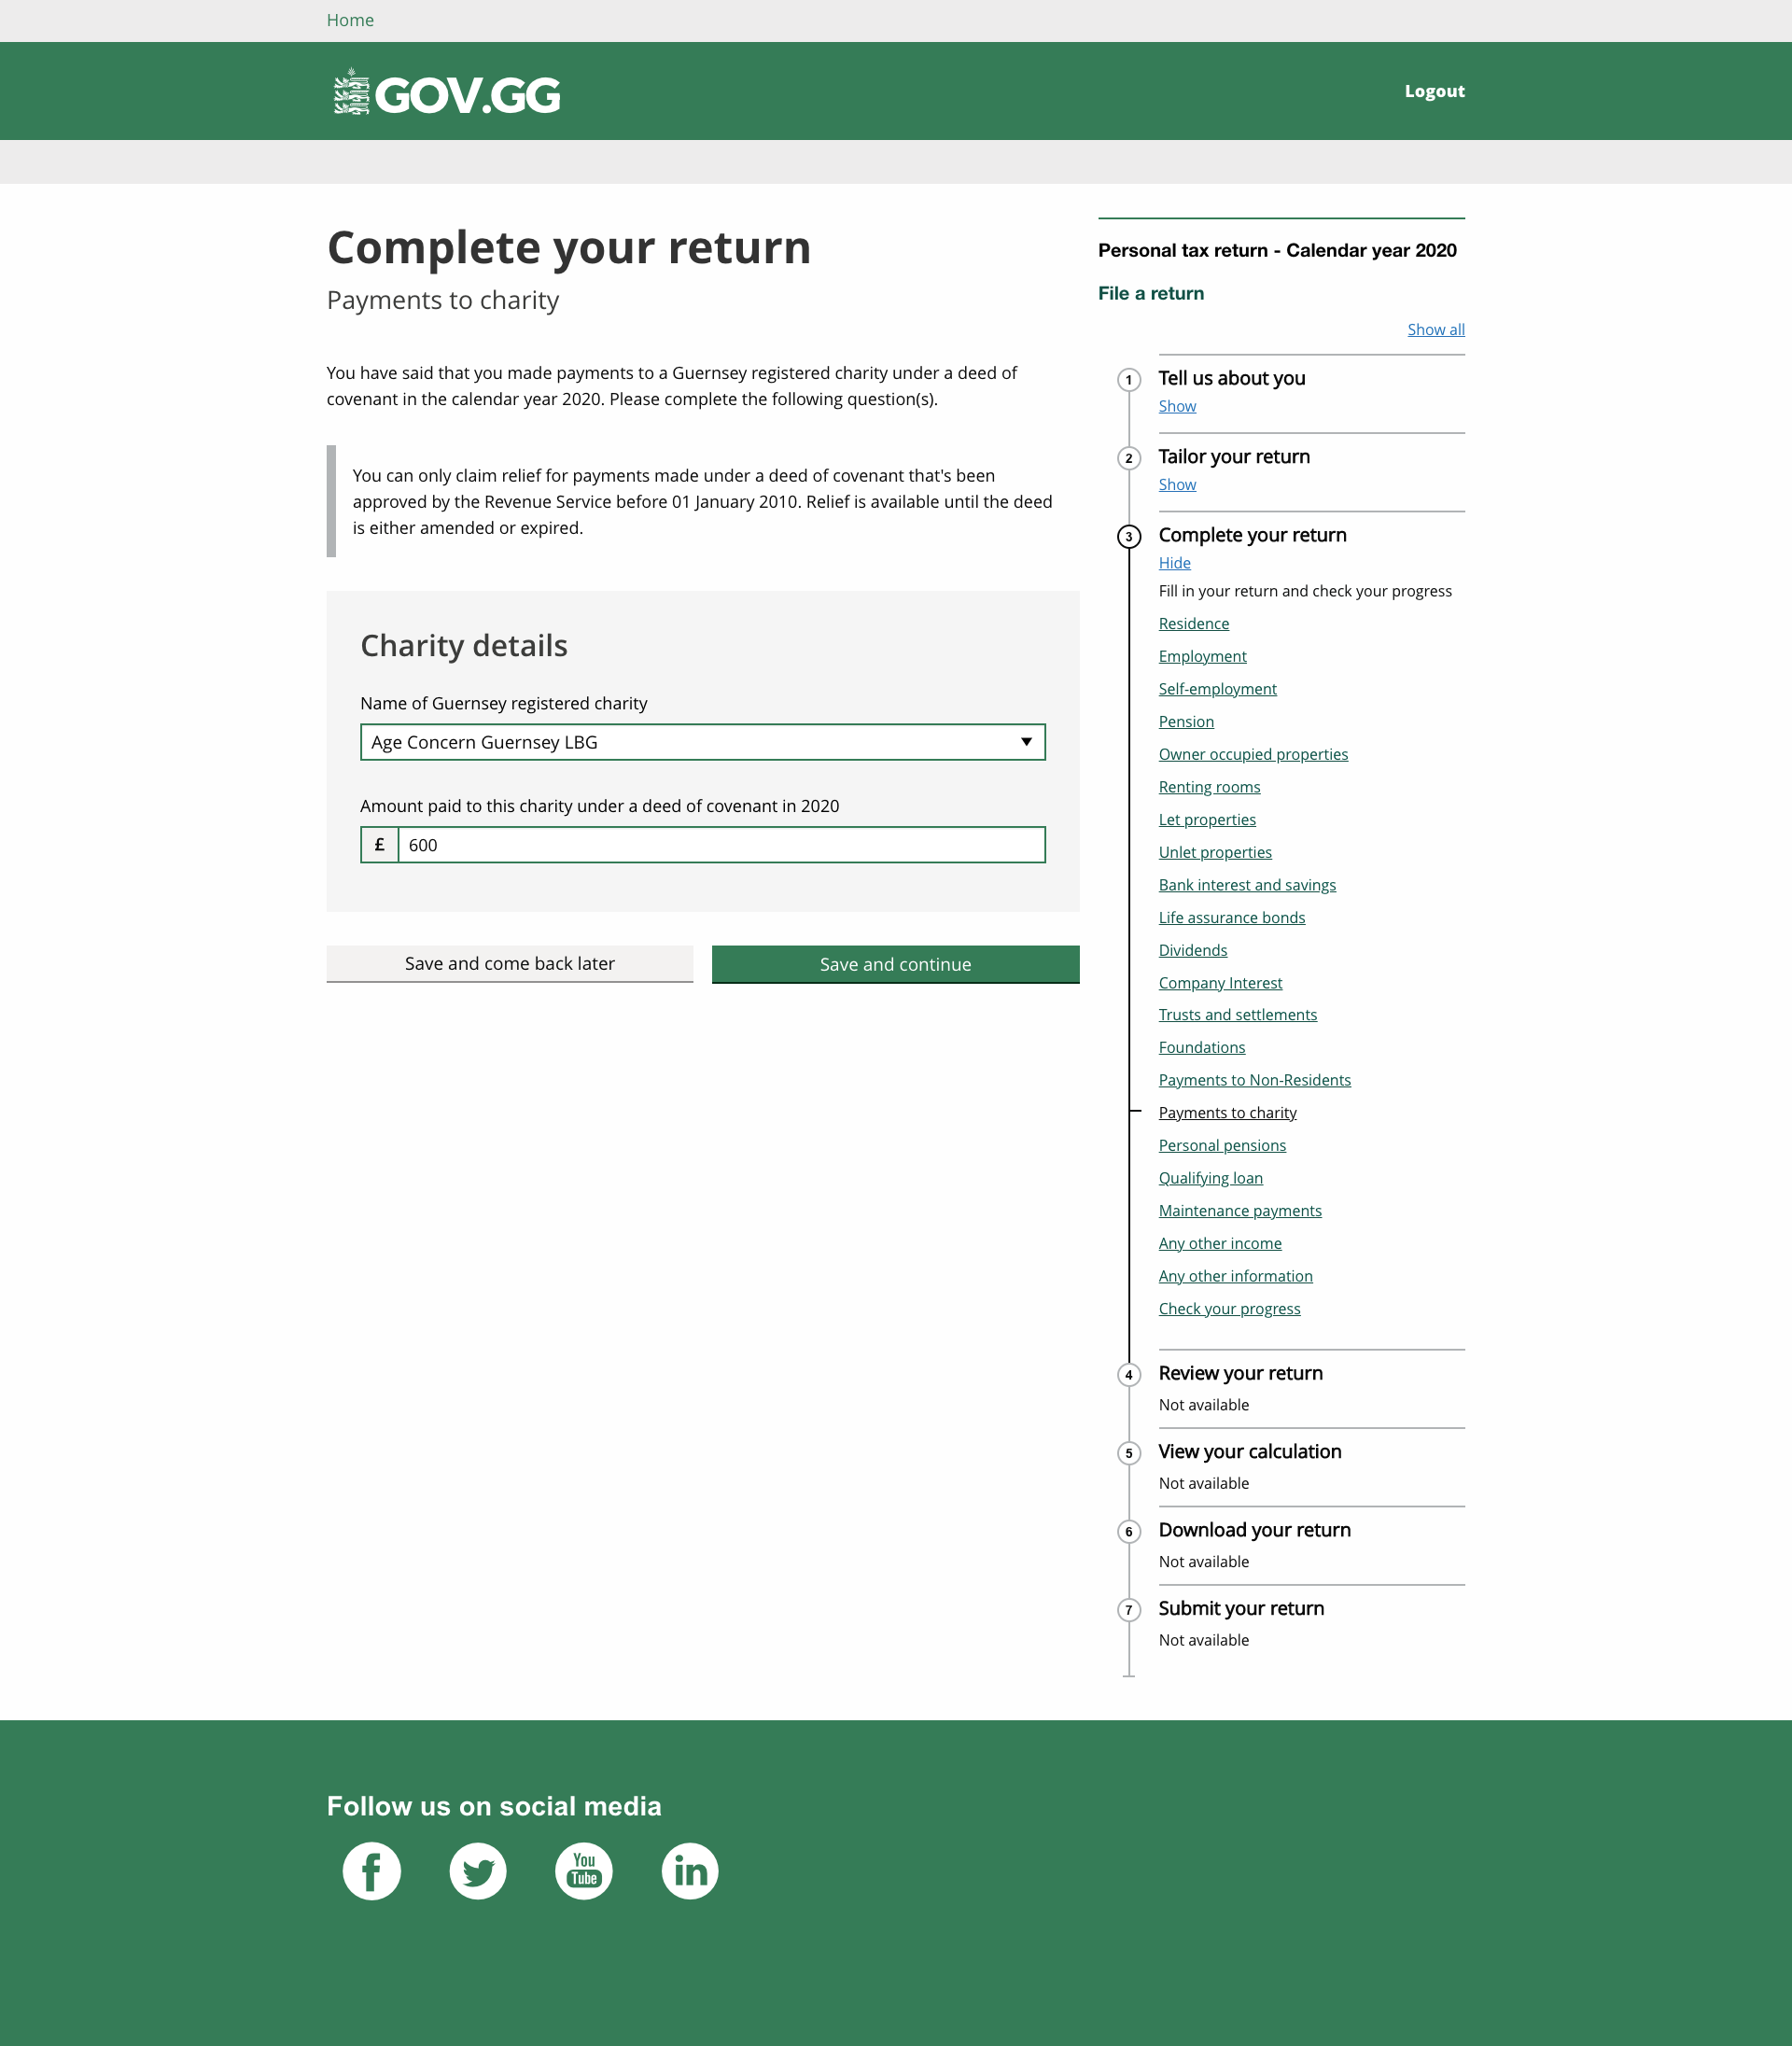 Home
GOV.GG
Logout
Complete your return
Payments to charity
You have said that you made payments to a Guernsey registered charity under a deed of
covenant in the calendar year 2020. Please complete the following question(s).
You can only claim relief for payments made under a deed of covenant that's been
approved by the Revenue Service before 01 January 2010. Relief is available until the deed
is either amended or expired.
Charity details
Name of Guernsey registered charity
Age Concern Guernsey LBG
Amount paid to this charity under a deed of covenant in 2020
£ 600
Save and come back later
Save and continue
Personal tax return - Calendar year 2020
File a return
Show all
1 Tell us about you
Show
2 Tailor your return
Show
3 Complete your return
Hide
Fill in your return and check your progress
Residence
Employment
Self-employment
Pension
Owner occupied properties
Renting rooms
Let properties
Unlet properties
Bank interest and savings
Life assurance bonds
Dividends
Company Interest
Trusts and settlements
Foundations
Payments to Non-Residents
Payments to charity
Personal pensions
Qualifying loan
Maintenance payments
Any other income
Any other information
Check your progress
4 Review your return
Not available
5 View your calculation
Not available
6 Download your return
Not available
7 Submit your return
Not available
Follow us on social media
f
You
Tube
in